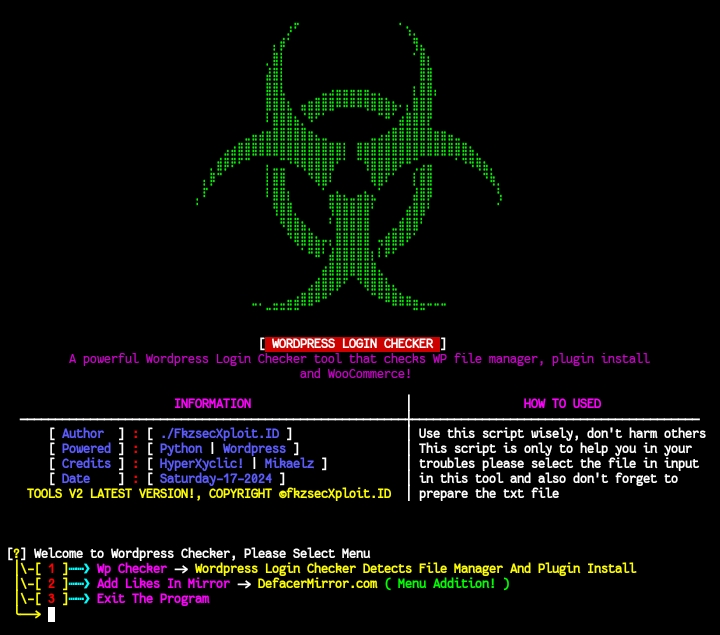 [ WORDPRESS LOGIN CHECKER ]
A powerful Wordpress Login Checker tool that checks WP file manager, plugin install
and WooCommerce!
INFORMATION
[ Author ] : [ ./FkzsecXploit.ID ]
[ Powered ] : [ Python | Wordpress ]
[ Credits ] : [ HyperXyclic! | Mikaelz ]
[ Date ] : [ Saturday-17-2024 ]
TOOLS V2 LATEST VERSION!, COPYRIGHT ©fkzsecXploit.ID
HOW TO USED
Use this script wisely, don't harm others
This script is only to help you in your
troubles please select the file in input
in this tool and also don't forget to
prepare the txt file
[?] Welcome to Wordpress Checker, Please Select Menu
|\-[ 1 ]──❯ Wp Checker → Wordpress Login Checker Detects File Manager And Plugin Install
|\-[ 2 ]──❯ Add Likes In Mirror → DefacerMirror.com ( Menu Addition! )
|\-[ 3 ]──❯ Exit The Program